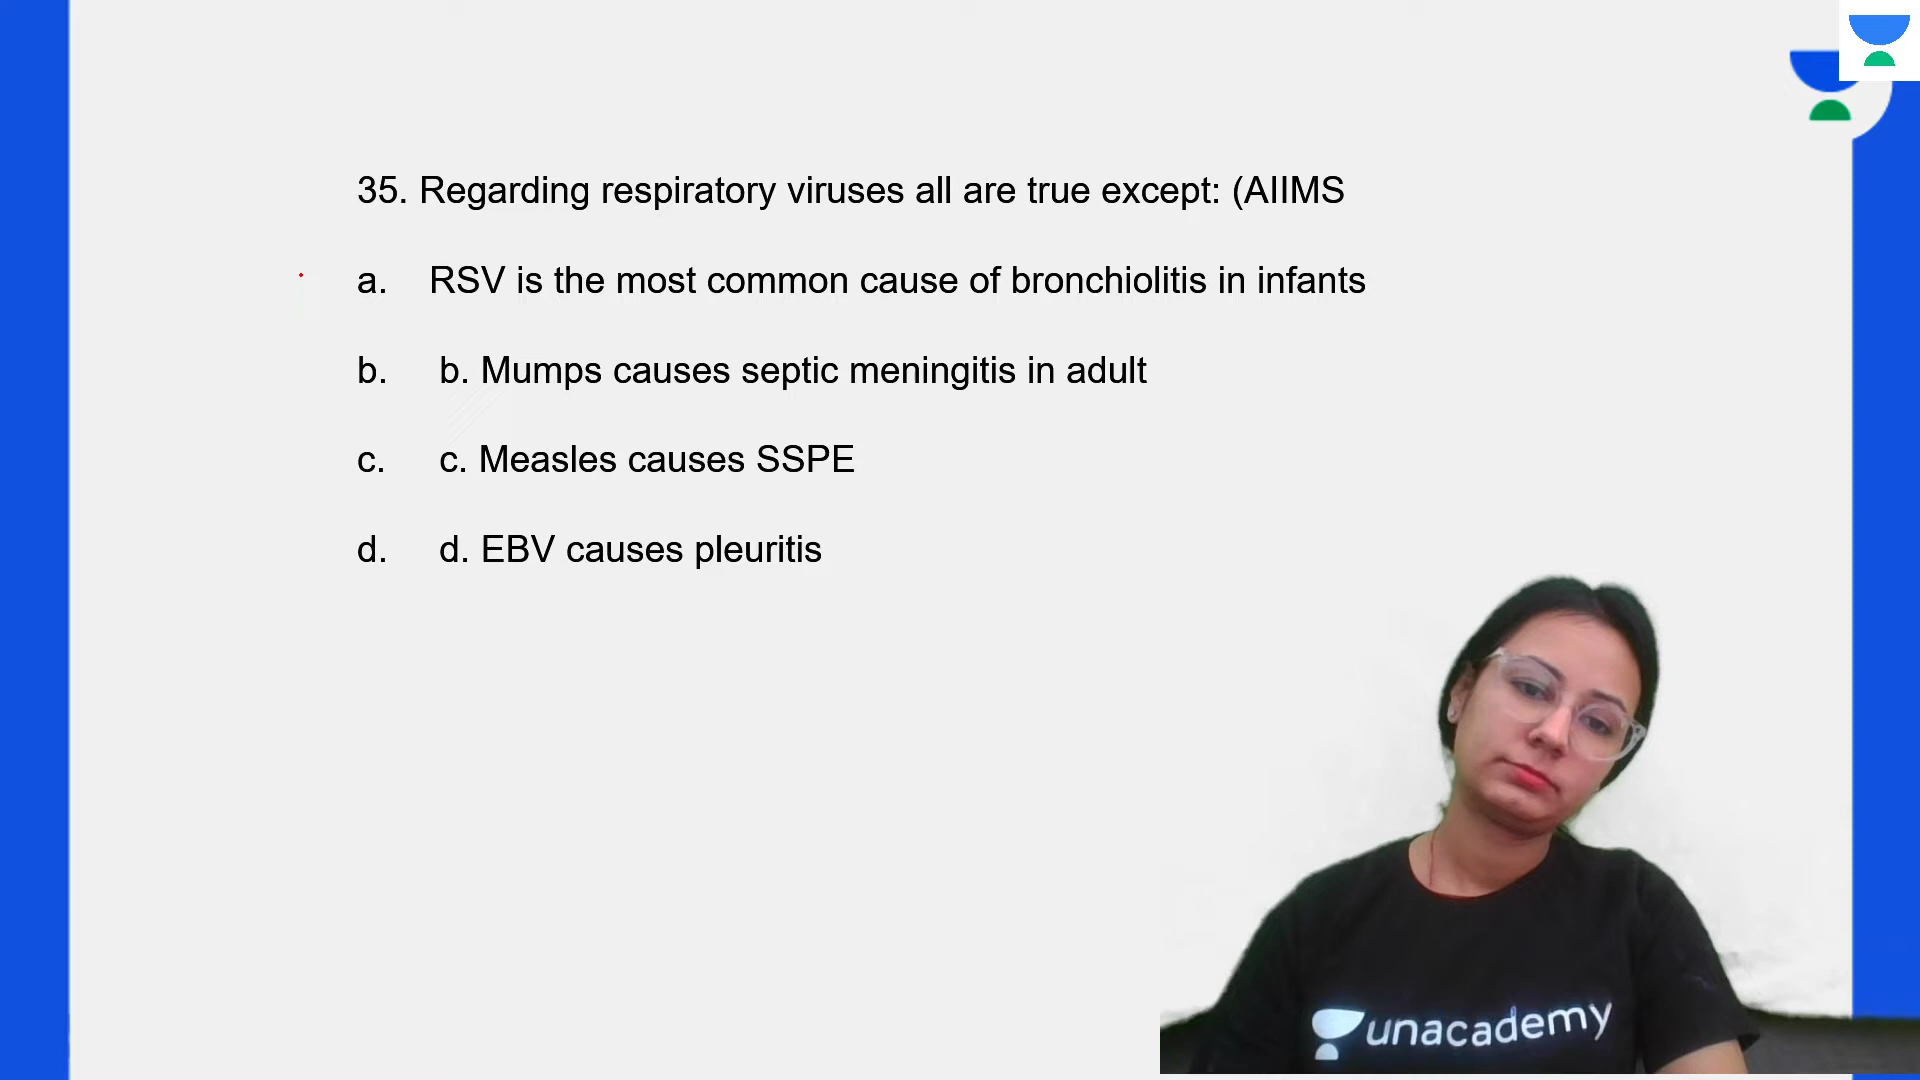 35. Regarding respiratory viruses all are true except: (AIIMS
a. RSV is the most common cause of bronchiolitis in infants
b. b. Mumps causes septic meningitis in adult
c. c. Measles causes SSPE
d. d. EBV causes pleuritis
unacademy